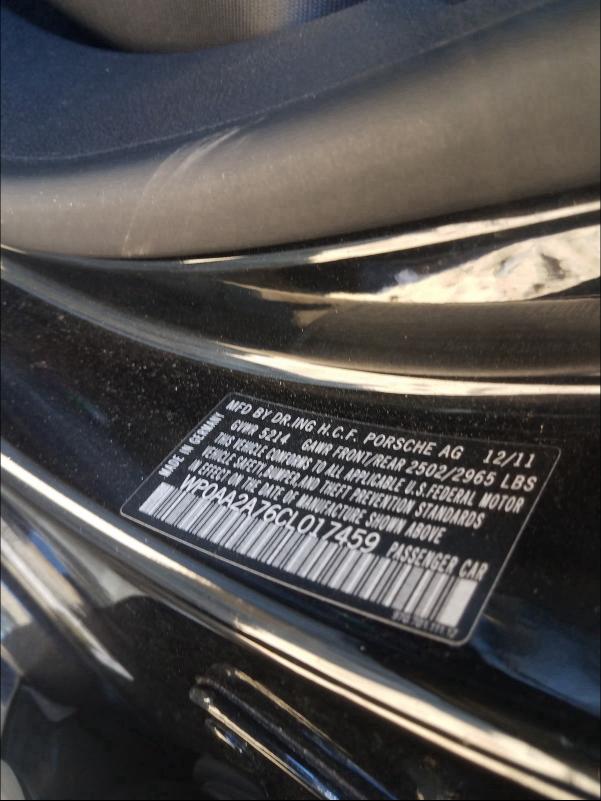 MFD BY DR.ING H.C.F. PORSCHE AG 12/11
GVWR 5214 GAWR FRONT/REAR 2502/2965 LBS
THIS VEHICLE CONFORMS TO ALL APPLICABLE U.S. FEDERAL MOTOR
VEHICLE SAFETY, BUMPER, AND THEFT PREVENTION STANDARDS
IN EFFECT ON THE DATE OF MANUFACTURE SHOWN ABOVE
MADE IN GERMANY
WP0AA2A76CL017459 PASSENGER CAR